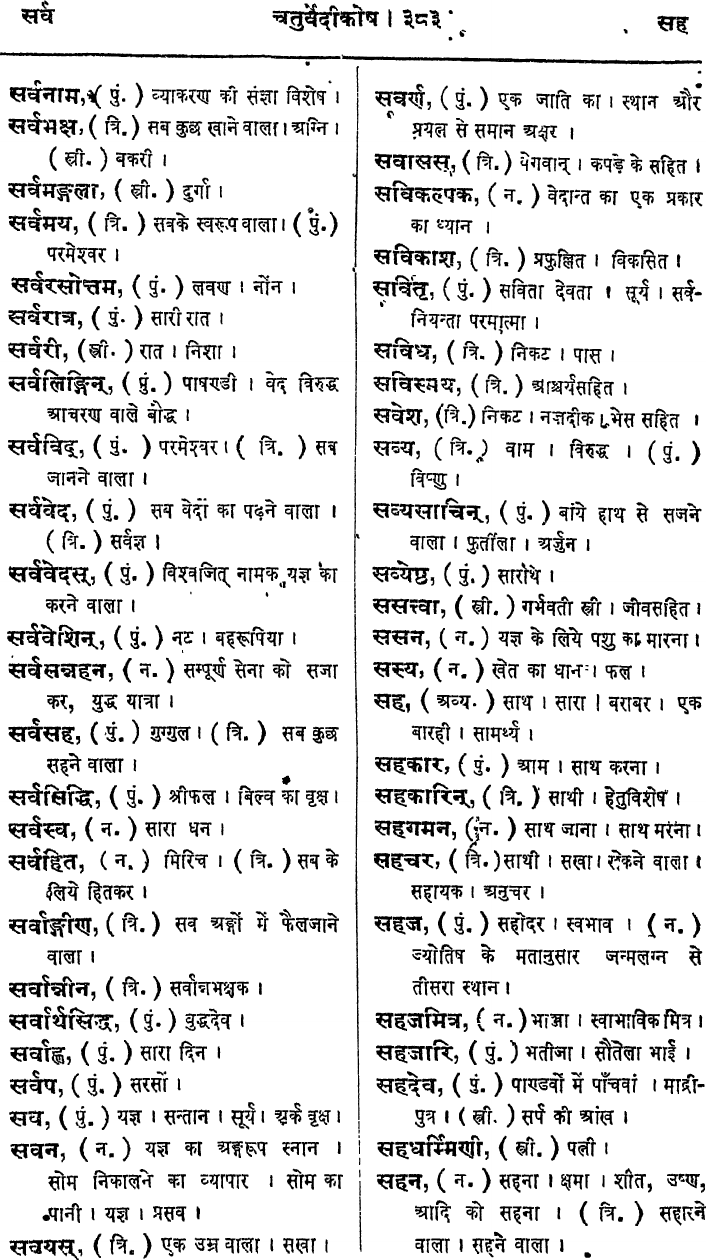 सर्व
चतुर्वेदीकोष । ३८३
सह
सर्वनाम, ( पुं. ) व्याकरण की संज्ञा विशेष ।
सर्वभक्ष, ( त्रि. ) सब कुछ खाने वाला । अग्नि ।
( स्त्री. ) बकरी ।
सर्वमङ्गला, ( स्त्री. ) दुर्गा ।
सर्वमय, ( त्रि. ) सबके स्वरूप वाला । ( पुं. )
परमेश्वर ।
सर्वरसोत्तम, ( पुं. ) लवण । नोंन ।
सर्वरात्र, ( पुं. ) सारी रात ।
सर्वरी, ( स्त्री. ) रात । निशा ।
सर्वलिङ्गिन्, ( पुं. ) पाषण्डी । वेद विरुद्ध
आचरण वाले बौद्ध ।
सर्वविद्, ( पुं. ) परमेश्वर । ( त्रि. ) सब
जानने वाला ।
सर्ववेद, ( पुं. ) सब वेदों का पढ़ने वाला ।
( त्रि. ) सर्वज्ञ ।
सर्ववेदस्, ( पुं. ) विश्वजित् नामक यज्ञ का
करने वाला ।
सर्ववेशिन्, ( पुं. ) नट । बहरूपिया ।
सर्वसन्नहन, ( न. ) सम्पूर्ण सेना को सजा
कर, युद्ध यात्रा ।
सर्वसह, ( पुं. ) गुग्गुल । ( त्रि. ) सब कुछ
सहने वाला ।
सर्वसिद्धि, ( पुं. ) श्रीफल । बिल्व का वृक्ष ।
सर्वस्व, ( न. ) सारा धन ।
सर्वहित, ( न. ) मिरिच । ( त्रि. ) सब के
लिये हितकर ।
सर्वाङ्गीण, ( त्रि. ) सब अङ्गों में फैलजाने
वाला ।
सर्वान्नीन, ( त्रि. ) सर्वान्नभक्षक ।
सर्वार्थसिद्ध, ( पुं. ) बुद्धदेव ।
सर्वाह्ण, ( पुं. ) सारा दिन ।
सर्षप, ( पुं. ) सरसों ।
सव, ( पुं. ) यज्ञ । सन्तान । सूर्य । अर्क वृक्ष ।
सवन, ( न. ) यज्ञ का अङ्गरूप स्नान ।
सोम निकालने का व्यापार । सोम का
पानी । यज्ञ । प्रसव ।
सवयस्, ( त्रि. ) एक उम्र वाला । सखा ।
सवर्ण, ( पुं. ) एक जाति का । स्थान और
प्रयत्न से समान अक्षर ।
सवासस्, ( त्रि. ) वेगवान् । कपड़े के सहित ।
सविकल्पक, ( न. ) वेदान्त का एक प्रकार
का ध्यान ।
सविकाश, ( त्रि. ) प्रफुल्लित । विकसित ।
सवितृ, ( पुं. ) सविता देवता । सूर्य । सर्व-
नियन्ता परमात्मा ।
सविध, ( त्रि. ) निकट । पास ।
सविस्मय, ( त्रि. ) आश्चर्यसहित ।
सवेश, (त्रि.) निकट । नज़दीक । भेस सहित ।
सव्य, ( त्रि. ) वाम । विरुद्ध । ( पुं. )
विष्णु ।
सव्यसाचिन्, ( पुं. ) बांये हाथ से सजने
वाला । फुर्तीला । अर्जुन ।
सव्येष्ठ, ( पुं. ) सारथि ।
ससत्त्वा, ( स्त्री. ) गर्भवती स्त्री । जीवसहित ।
ससन, ( न. ) यज्ञ के लिये पशु का मारना ।
सस्य, ( न. ) खेत का धान । फल ।
सह, ( अव्य. ) साथ । सारा । बराबर । एक
बारही । सामर्थ्य ।
सहकार, ( पुं. ) आम । साथ करना ।
सहकारिन्, ( त्रि. ) साथी । हेतुविशेष ।
सहगमन, ( न. ) साथ जाना । साथ मरना ।
सहचर, ( त्रि.) साथी । सखा । रोकने वाला ।
सहायक । अनुचर ।
सहज, ( पुं. ) सहोदर । स्वभाव । ( न. )
ज्योतिष के मतानुसार जन्मलग्न से
तीसरा स्थान ।
सहजमित्र, ( न. ) भाञ्जा । स्वाभाविक मित्र ।
सहजारि, ( पुं. ) भतीजा । सौतेला भाई ।
सहदेव, ( पुं. ) पाण्डवों में पाँचवां । माद्री-
पुत्र । ( स्त्री. ) सर्प की आंख ।
सहधर्म्मिणी, ( स्त्री. ) पत्नी ।
सहन, ( न. ) सहना । क्षमा । शीत, उष्ण,
आदि को सहना । ( त्रि. ) सहारने
वाला । सहने वाला ।